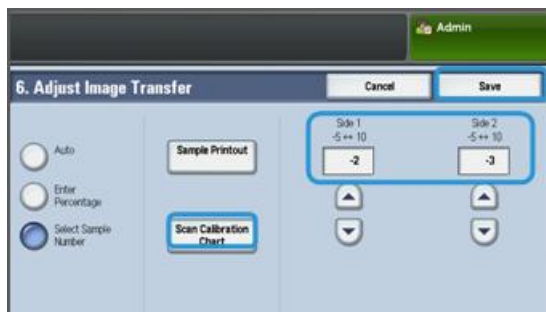 Admin
6. Adjust Image Transfer
Cancel
Save
Auto
Enter
Percentage
Select Sample
Number
Sample Printout
Scan Calibration
Chart
Side 1
-5 ↔ 10
-2
Side 2
-5 ↔ 10
-3